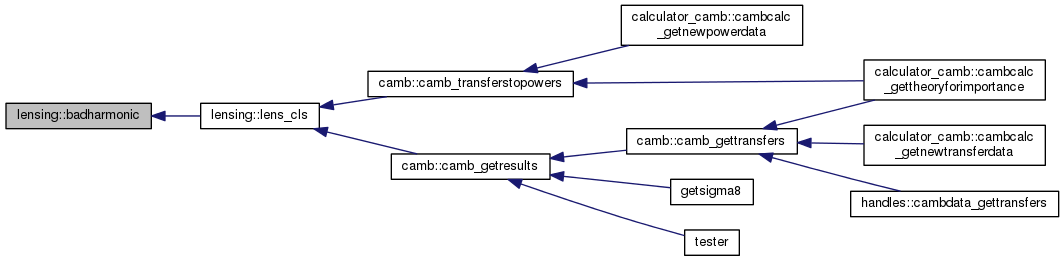 calculator_camb::cambcalc
_getnewpowerdata
camb::camb_transferstopowers
calculator_camb::cambcalc
_gettheoryforimportance
lensing::badharmonic
lensing::lens_cls
camb::camb_gettransfers
calculator_camb::cambcalc
_getnewtransferdata
camb::camb_getresults
getsigma8
handles::cambdata_gettransfers
tester